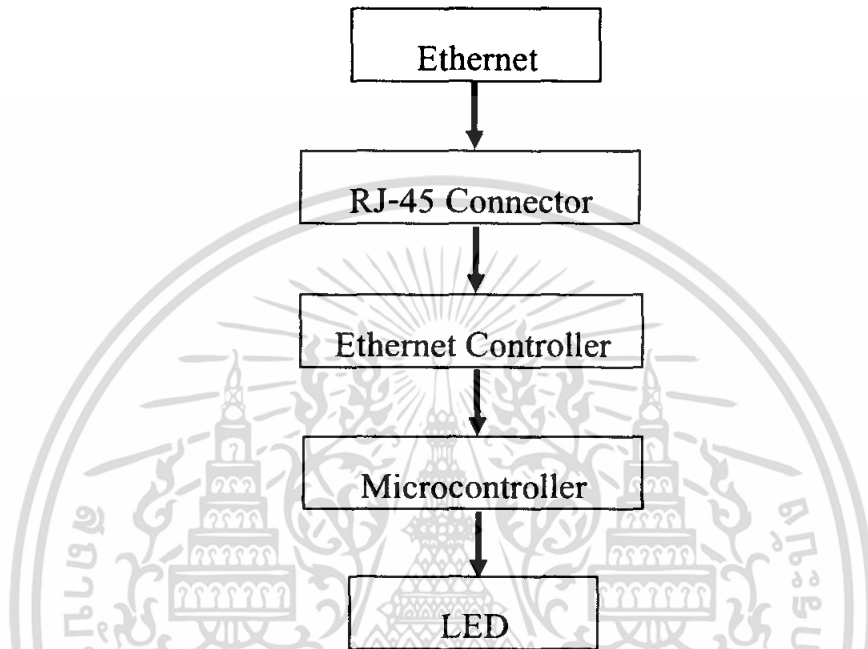 Ethernet
RJ-45 Connector
Ethernet Controller
Microcontroller
LED